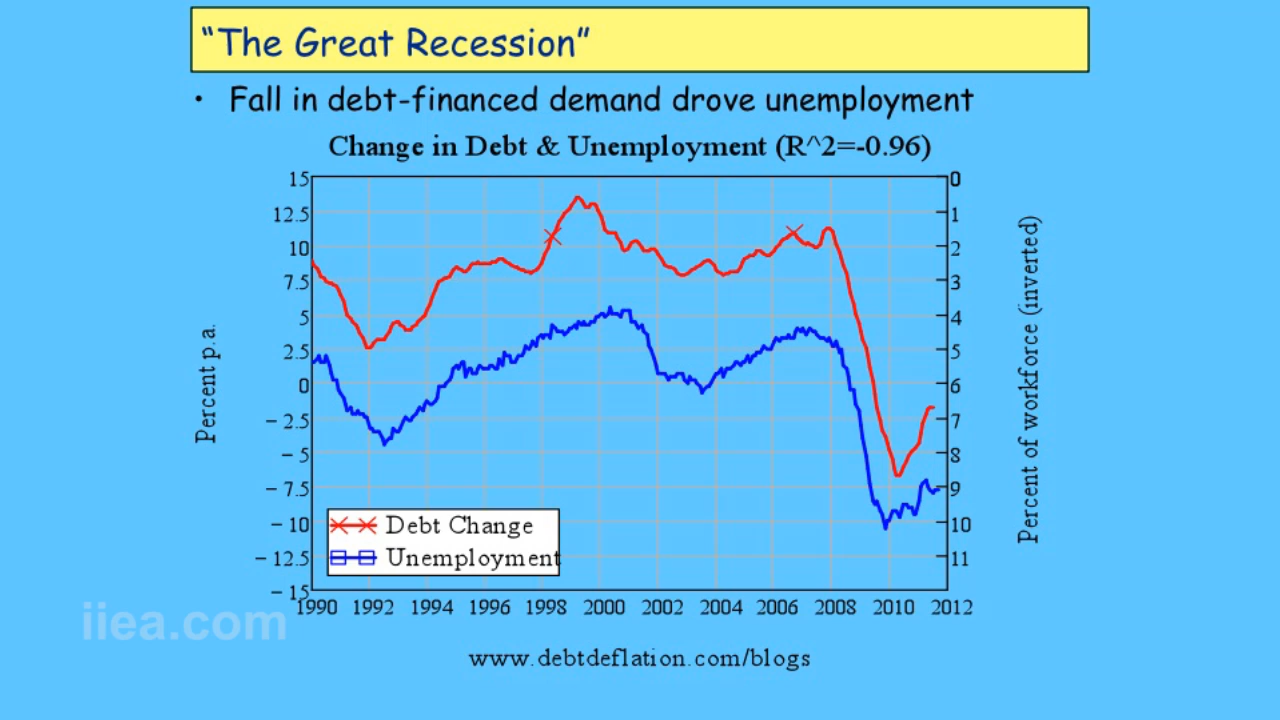 “The Great Recession”
• Fall in debt-financed demand drove unemployment
Change in Debt & Unemployment (R^2=-0.96)
15
12.5
10
7.5
5
2.5
0
– 2.5
– 5
– 7.5
– 10
– 12.5
– 15
Percent p.a.
0
1
2
3
4
5
6
7
8
9
10
11
Percent of workforce (inverted)
Debt Change
Unemployment
1990 1992 1994 1996 1998 2000 2002 2004 2006 2008 2010 2012
iiea.com
www.debtdeflation.com/blogs